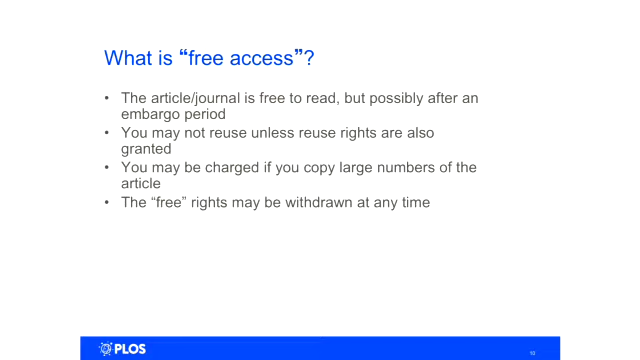 What is “free access”?
• The article/journal is free to read, but possibly after an
embargo period
• You may not reuse unless reuse rights are also
granted
• You may be charged if you copy large numbers of the
article
• The “free” rights may be withdrawn at any time
PLOS